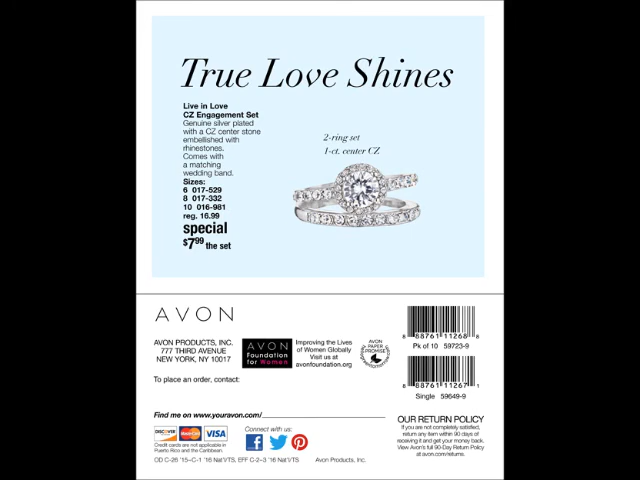 True Love Shines
Live in Love
CZ Engagement Set
Genuine silver plated
with a CZ center stone
embellished with
rhinestones.
Comes with
a matching
wedding band.
Sizes:
6 017-529
8 017-332
10 016-981
reg. 16.99
special
$7.99 the set
2-ring set
1-ct. center CZ
AVON
AVON PRODUCTS, INC.
777 THIRD AVENUE
NEW YORK, NY 10017
AVON
Foundation
for Women
Improving the Lives
of Women Globally
Visit us at
avonfoundation.org
AVON
PAPER
PROMISE
8 88761 11268 8
Pk of 10 59723-9
8 88761 11267 1
Single 59649-9
To place an order, contact:
Find me on www.youravon.com/
DISCOVER
MasterCard
VISA
Credit cards are not applicable in
Puerto Rico and the Caribbean.
Connect with us:
OUR RETURN POLICY
If you are not completely satisfied,
return any item within 90 days of
receiving it and get your money back.
View Avon's full 90-Day Return Policy
at avon.com/returns.
OD C-26 '15–C-1 '16 Nat'l/TS, EFF C-2–3 '16 Nat'l/TS
Avon Products, Inc.